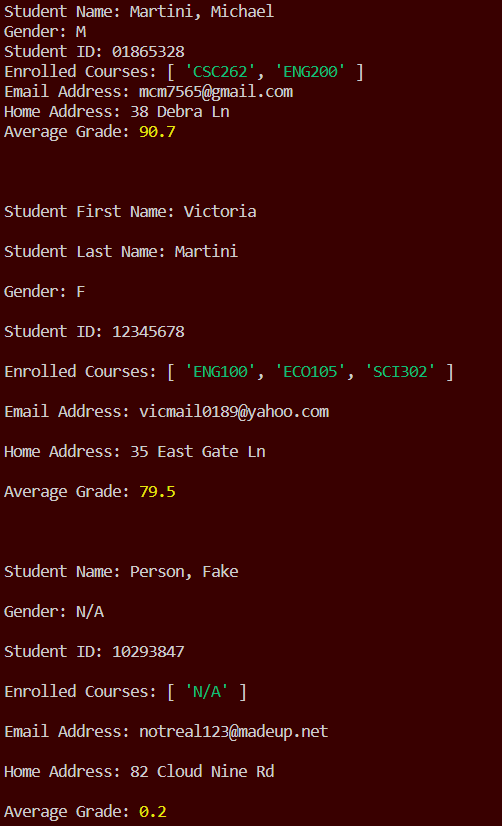 Student Name: Martini, Michael
Gender: M
Student ID: 01865328
Enrolled Courses: [ 'CSC262', 'ENG200' ]
Email Address: mcm7565@gmail.com
Home Address: 38 Debra Ln
Average Grade: 90.7
Student First Name: Victoria
Student Last Name: Martini
Gender: F
Student ID: 12345678
Enrolled Courses: [ 'ENG100', 'ECO105', 'SCI302' ]
Email Address: vicmail0189@yahoo.com
Home Address: 35 East Gate Ln
Average Grade: 79.5
Student Name: Person, Fake
Gender: N/A
Student ID: 10293847
Enrolled Courses: [ 'N/A' ]
Email Address: notreal123@madeup.net
Home Address: 82 Cloud Nine Rd
Average Grade: 0.2